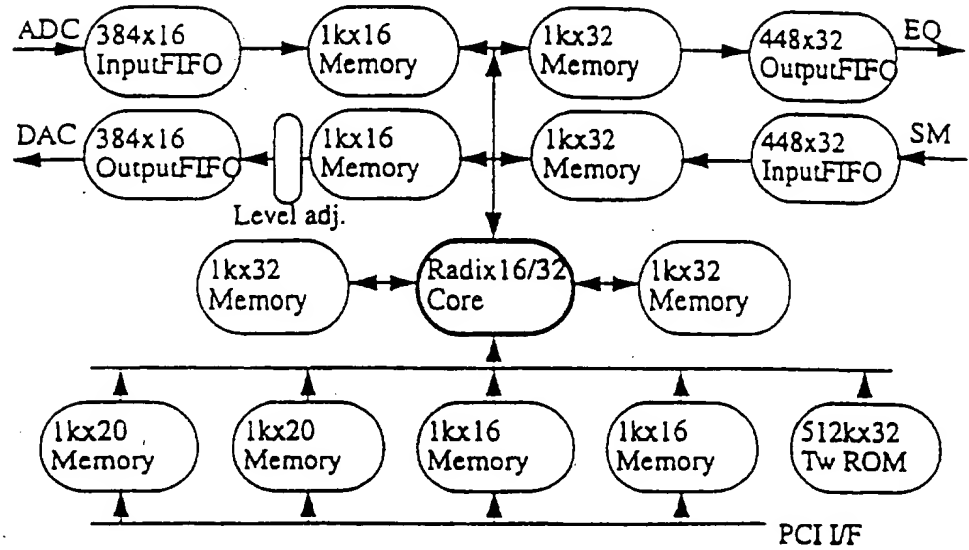 ADC
384x16
InputFIFO
1kx16
Memory
1kx32
Memory
448x32
OutputFIFO
EQ
DAC
384x16
OutputFIFO
1kx16
Memory
1kx32
Memory
448x32
InputFIFO
SM
Level adj.
1kx32
Memory
Radix16/32
Core
1kx32
Memory
1kx20
Memory
1kx20
Memory
1kx16
Memory
1kx16
Memory
512kx32
Tw ROM
PCI I/F